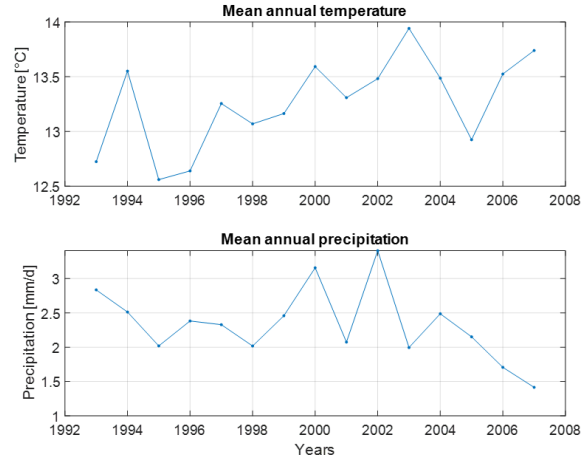 Mean annual temperature
Temperature [°C]
14
13.5
13
12.5
1992 1994 1996 1998 2000 2002 2004 2006 2008
Mean annual precipitation
Precipitation [mm/d]
3
2.5
2
1.5
1
1992 1994 1996 1998 2000 2002 2004 2006 2008
Years